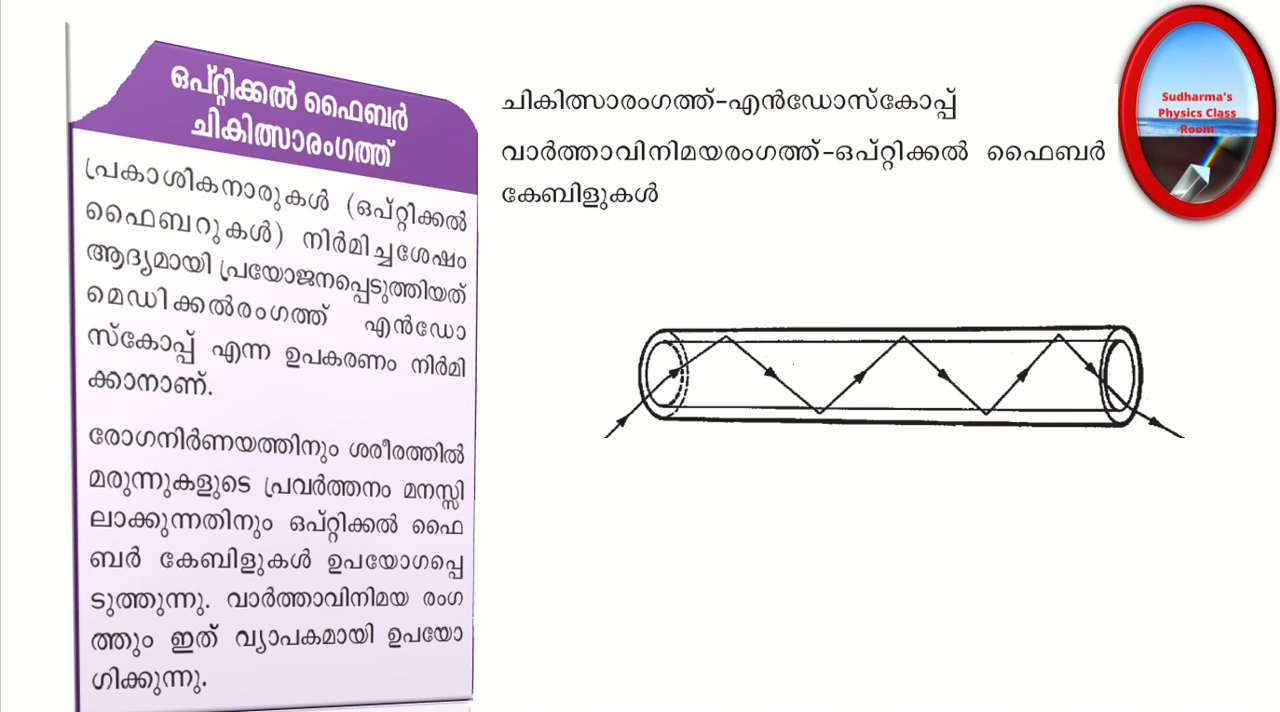 ഒപ്റ്റിക്കൽ ഫൈബർ
ചികിത്സാരംഗത്ത്
പ്രകാശികനാരുകൾ (ഒപ്റ്റിക്കൽ
ഫൈബറുകൾ) നിർമിച്ചശേഷം
ആദ്യമായി പ്രയോജനപ്പെടുത്തിയത്
മെഡിക്കൽരംഗത്ത് എൻഡോ
സ്കോപ്പ് എന്ന ഉപകരണം നിർമി
ക്കാനാണ്.
രോഗനിർണയത്തിനും ശരീരത്തിൽ
മരുന്നുകളുടെ പ്രവർത്തനം മനസ്സി
ലാക്കുന്നതിനും ഒപ്റ്റിക്കൽ ഫൈ
ബർ കേബിളുകൾ ഉപയോഗപ്പെ
ടുത്തുന്നു. വാർത്താവിനിമയ രംഗ
ത്തും ഇത് വ്യാപകമായി ഉപയോ
ഗിക്കുന്നു.
ചികിത്സാരംഗത്ത്-എൻഡോസ്കോപ്പ്
വാർത്താവിനിമയരംഗത്ത്-ഒപ്റ്റിക്കൽ ഫൈബർ
കേബിളുകൾ
Sudharma's
Physics Class
Room